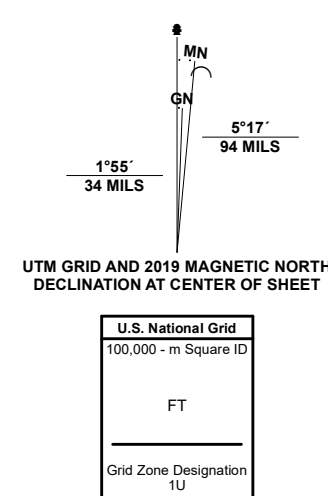 MN
GN
5°17´
94 MILS
1°55´
34 MILS
UTM GRID AND 2019 MAGNETIC NORTH
DECLINATION AT CENTER OF SHEET
U.S. National Grid
100,000 - m Square ID
FT
Grid Zone Designation
1U